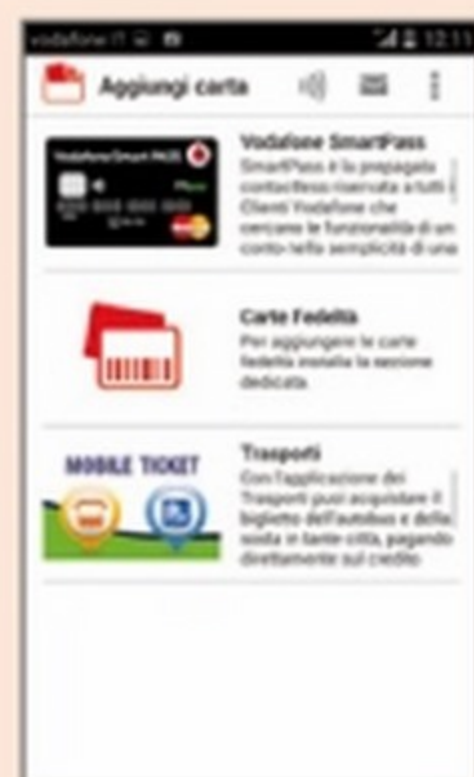 vodafone IT 12:11
Aggiungi carta
Vodafone Smart PASS
Vodafone SmartPass
SmartPass è la prepagata
contactless riservata a tutti i
Clienti Vodafone che
cercano le funzionalità di un
conto nella semplicità di una
Carte Fedeltà
Per aggiungere le carte
fedeltà installa la sezione
dedicata.
MOBILE TICKET
Trasporti
Con l'applicazione dei
Trasporti puoi acquistare il
biglietto dell'autobus e della
sosta in tante città, pagando
direttamente sul credito